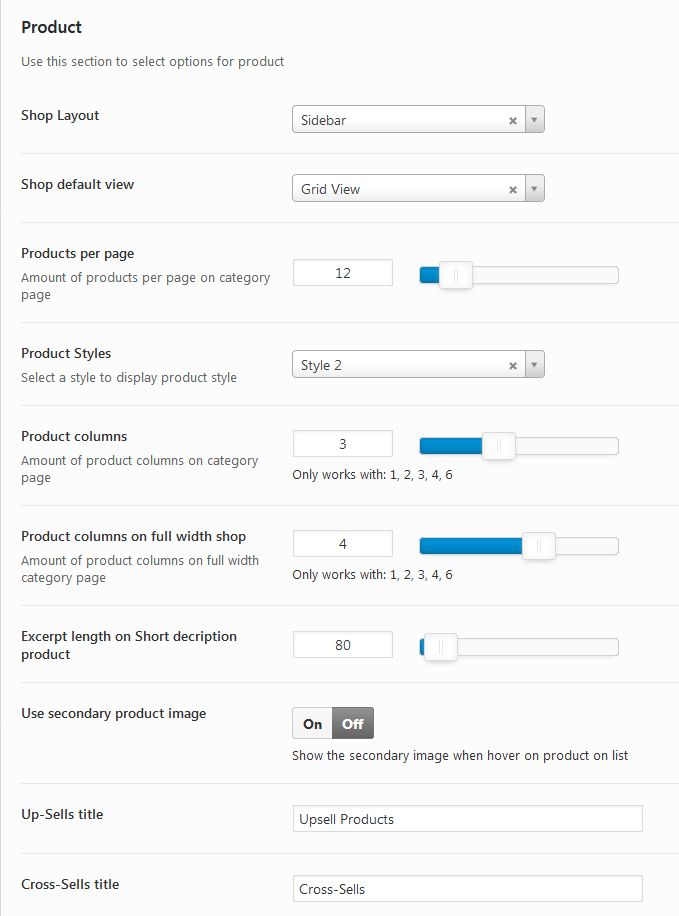 Product
Use this section to select options for product
Shop Layout
Sidebar
Shop default view
Grid View
Products per page
Amount of products per page on category
page
12
Product Styles
Select a style to display product style
Style 2
Product columns
Amount of product columns on category
page
3
Only works with: 1, 2, 3, 4, 6
Product columns on full width shop
Amount of product columns on full width
category page
4
Only works with: 1, 2, 3, 4, 6
Excerpt length on Short decription
product
80
Use secondary product image
On Off
Show the secondary image when hover on product on list
Up-Sells title
Upsell Products
Cross-Sells title
Cross-Sells